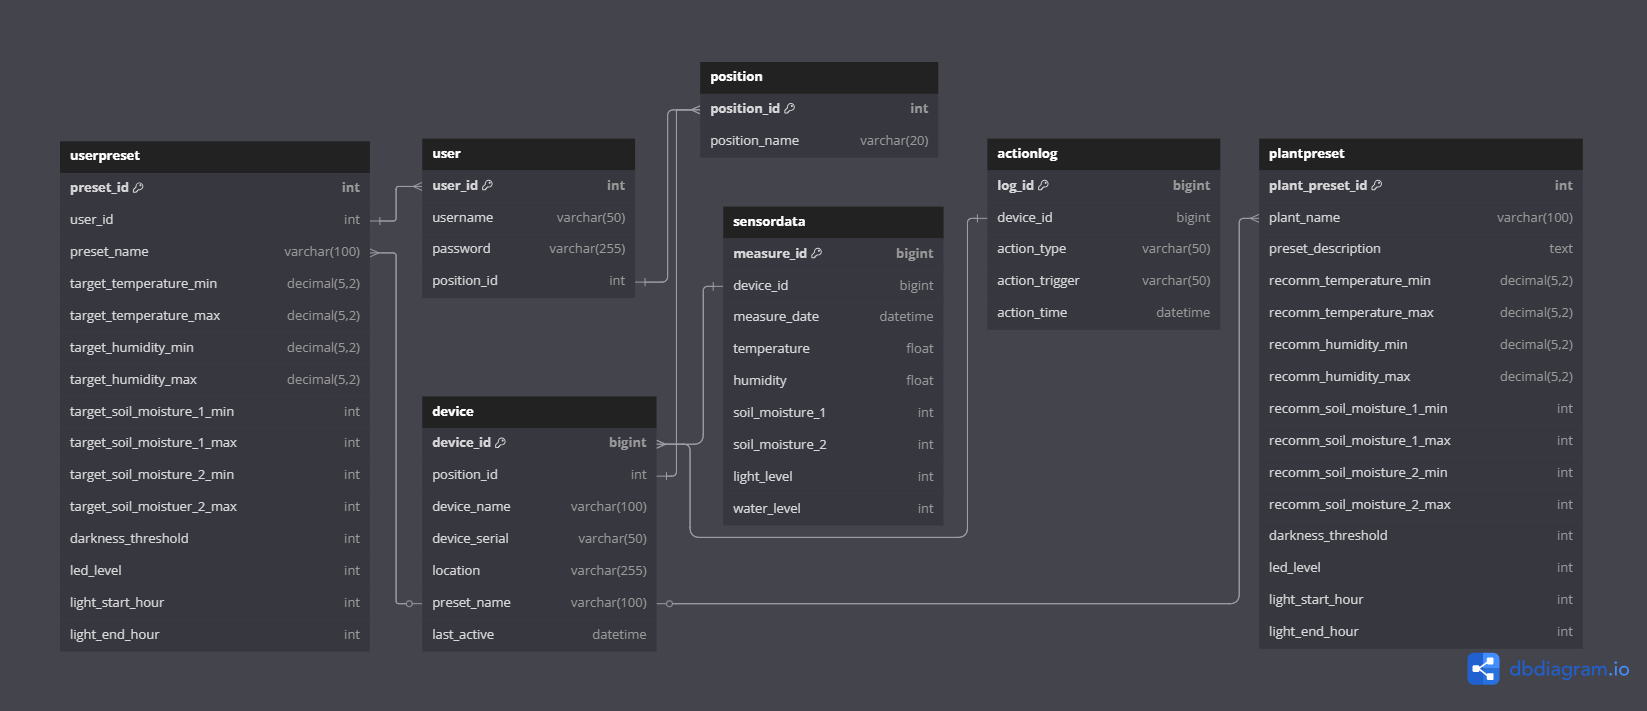 position
position_id int
position_name varchar(20)
userpreset
preset_id int
user_id int
preset_name varchar(100)
target_temperature_min decimal(5,2)
target_temperature_max decimal(5,2)
target_humidity_min decimal(5,2)
target_humidity_max decimal(5,2)
target_soil_moisture_1_min int
target_soil_moisture_1_max int
target_soil_moisture_2_min int
target_soil_moistuer_2_max int
darkness_threshold int
led_level int
light_start_hour int
light_end_hour int
user
user_id int
username varchar(50)
password varchar(255)
position_id int
device
device_id bigint
position_id int
device_name varchar(100)
device_serial varchar(50)
location varchar(255)
preset_name varchar(100)
last_active datetime
sensordata
measure_id bigint
device_id bigint
measure_date datetime
temperature float
humidity float
soil_moisture_1 int
soil_moisture_2 int
light_level int
water_level int
actionlog
log_id bigint
device_id bigint
action_type varchar(50)
action_trigger varchar(50)
action_time datetime
plantpreset
plant_preset_id int
plant_name varchar(100)
preset_description text
recomm_temperature_min decimal(5,2)
recomm_temperature_max decimal(5,2)
recomm_humidity_min decimal(5,2)
recomm_humidity_max decimal(5,2)
recomm_soil_moisture_1_min int
recomm_soil_moisture_1_max int
recomm_soil_moisture_2_min int
recomm_soil_moisture_2_max int
darkness_threshold int
led_level int
light_start_hour int
light_end_hour int
dbdiagram.io